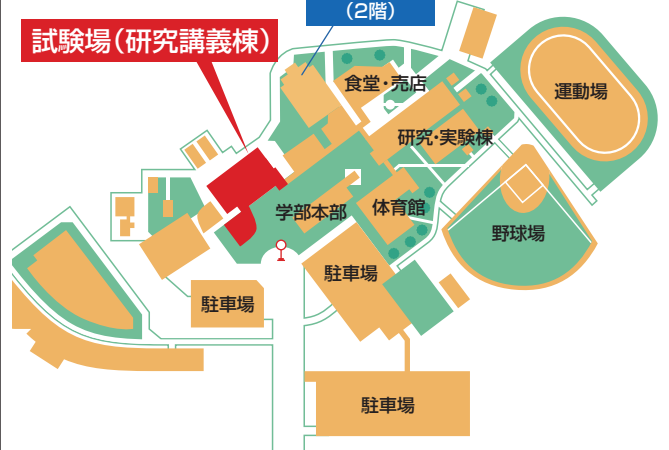 (2階)
試験場(研究講義棟)
食堂・売店
運動場
研究・実験棟
学部本部
体育館
野球場
駐車場
駐車場
駐車場